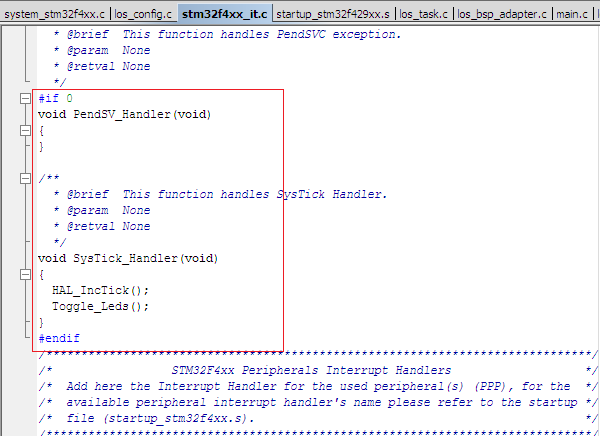 system_stm32f4xx.c los_config.c stm32f4xx_it.c startup_stm32f429xx.s los_task.c los_bsp_adapter.c main.c
* @brief  This function handles PendSVC exception.
* @param  None
* @retval None
*/
#if 0
void PendSV_Handler(void)
{
}
/**
* @brief  This function handles SysTick Handler.
* @param  None
* @retval None
*/
void SysTick_Handler(void)
{
HAL_IncTick();
Toggle_Leds();
}
#endif
/******************************************************************************/
/*                 STM32F4xx Peripherals Interrupt Handlers                   */
/*  Add here the Interrupt Handler for the used peripheral(s) (PPP), for the  */
/*  available peripheral interrupt handler's name please refer to the startup */
/*  file (startup_stm32f4xx.s).                                               */
/******************************************************************************/